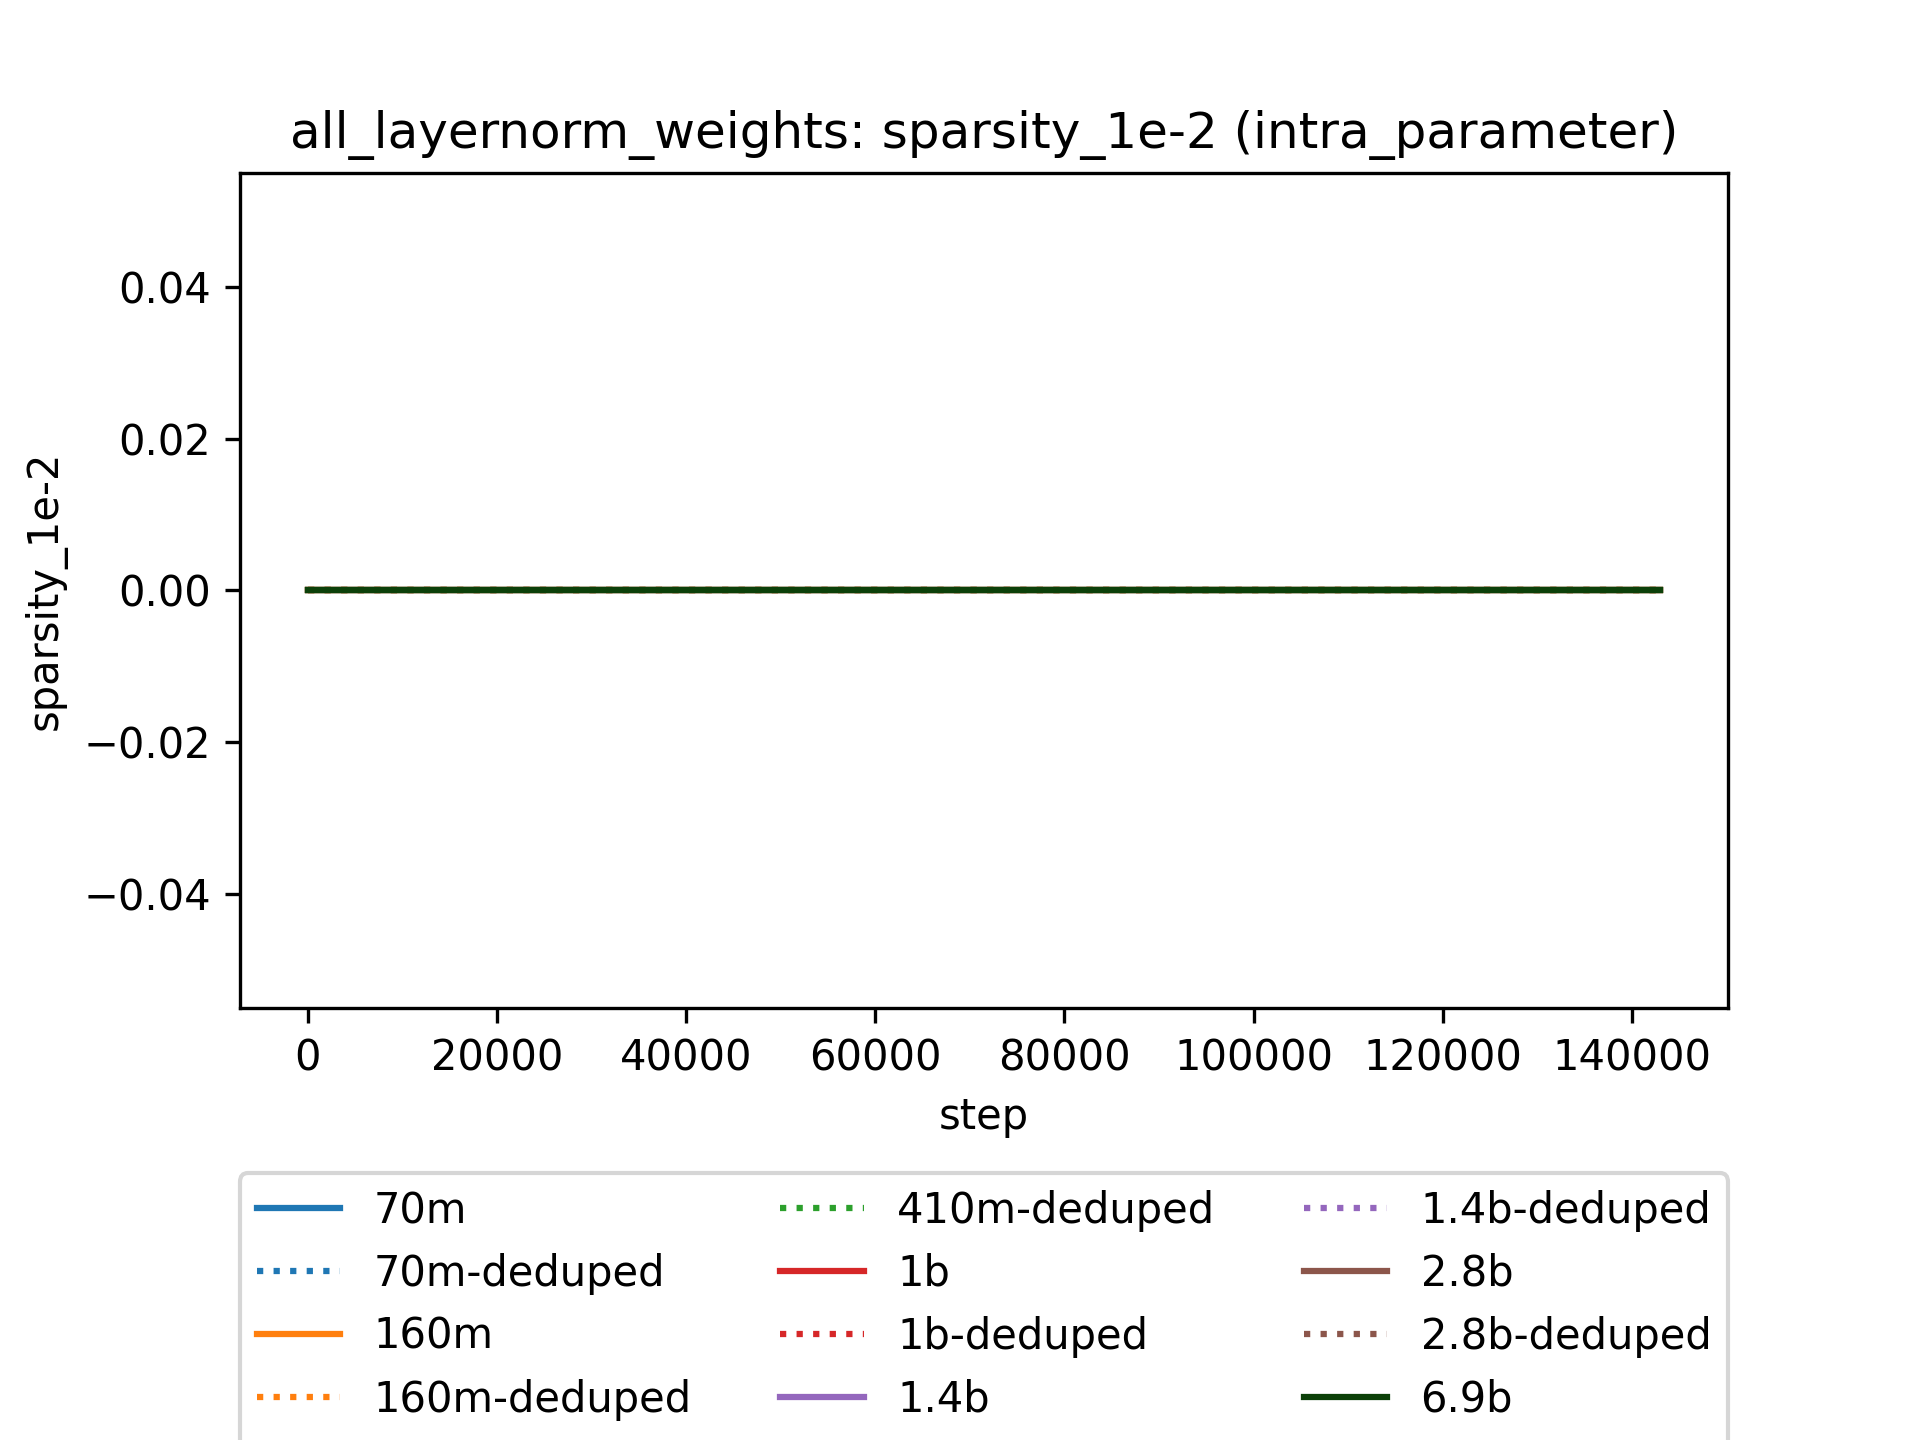 all_layernorm_weights: sparsity_1e-2 (intra_parameter)
sparsity_1e-2
0.04
0.02
0.00
−0.02
−0.04
0 20000 40000 60000 80000 100000 120000 140000
step
70m 410m-deduped 1.4b-deduped
70m-deduped 1b 2.8b
160m 1b-deduped 2.8b-deduped
160m-deduped 1.4b 6.9b